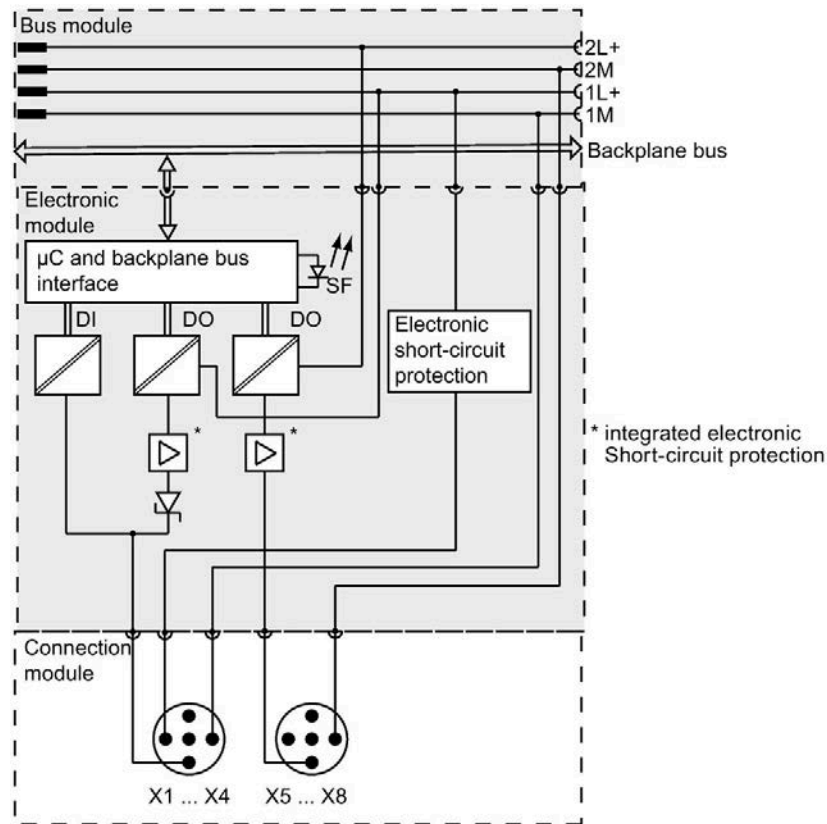 Bus module
2L+
2M
1L+
1M
Backplane bus
Electronic
module
µC and backplane bus
interface
SF
DI
DO
DO
Electronic
short-circuit
protection
*
*
* integrated electronic
Short-circuit protection
Connection
module
X1 ... X4
X5 ... X8